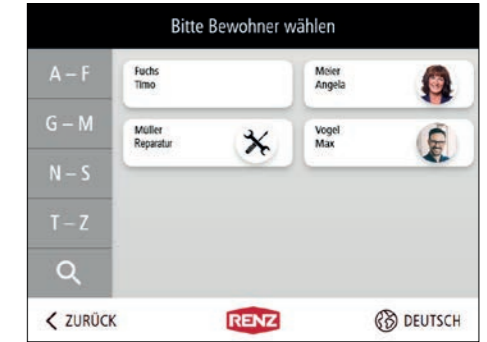 Bitte Bewohner wählen
A – F
G – M
N – S
T – Z
Fuchs
Timo
Meier
Angela
Müller
Reparatur
Vogel
Max
ZURÜCK
RENZ
DEUTSCH